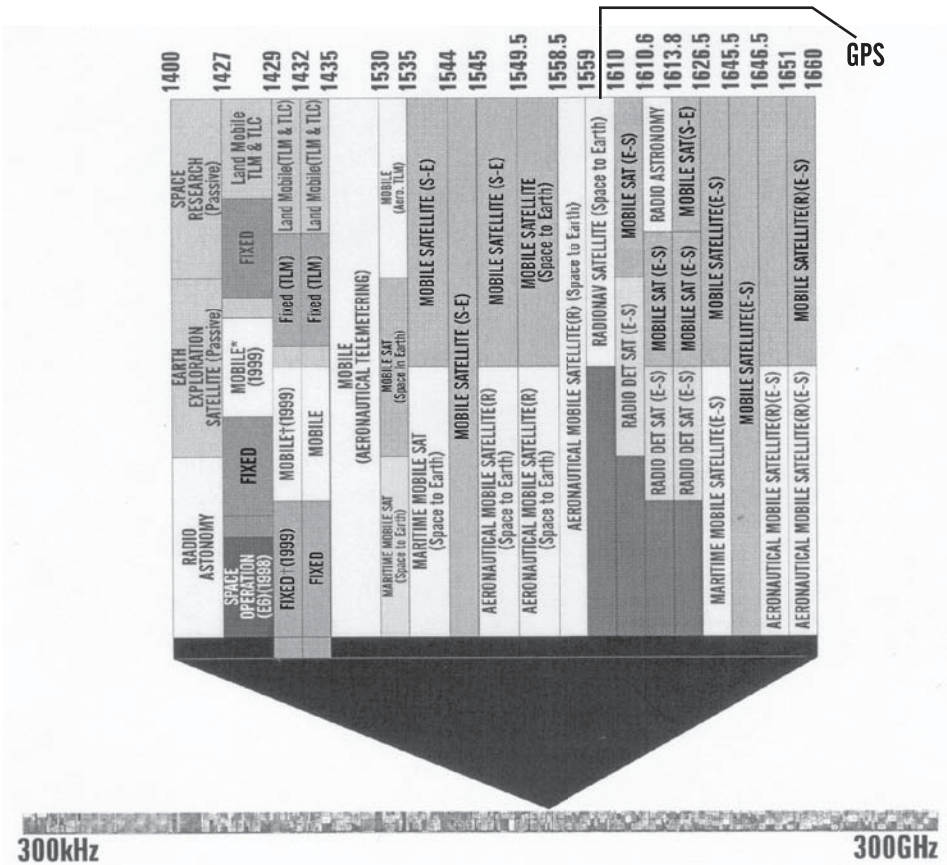 GPS
1400
1427
1429
1432
1435
1530
1535
1544
1545
1549.5
1558.5
1559
1610
1610.6
1613.8
1626.5
1645.5
1646.5
1651
1660
SPACE
RESEARCH
(Passive)
EARTH
EXPLORATION
SATELLITE (Passive)
RADIO
ASTONOMY
Land Mobile
TLM & TLC
FIXED
MOBILE*
(1999)
FIXED
SPACE
OPERATION
(E6)(1998)
Land Mobile(TLM & TLC)
Fixed (TLM)
MOBILE†(1999)
FIXED†(1999)
Land Mobile(TLM & TLC)
Fixed (TLM)
MOBILE
FIXED
MOBILE
(AERONAUTICAL TELEMETERING)
MOBILE
(Aero. TLM)
MOBILE SAT
(Space to Earth)
MARITIME MOBILE SAT
(Space to Earth)
MOBILE SATELLITE (S-E)
MARITIME MOBILE SAT
(Space to Earth)
MOBILE SATELLITE (S-E)
MOBILE SATELLITE (S-E)
AERONAUTICAL MOBILE SATELLITE(R)
(Space to Earth)
MOBILE SATELLITE
(Space to Earth)
AERONAUTICAL MOBILE SATELLITE(R)
(Space to Earth)
AERONAUTICAL MOBILE SATELLITE(R) (Space to Earth)
RADIONAV SATELLITE (Space to Earth)
MOBILE SAT (E-S)
RADIO DET SAT (E-S)
RADIO ASTRONOMY
MOBILE SAT (E-S)
RADIO DET SAT (E-S)
MOBILE SAT(S-E)
MOBILE SAT (E-S)
RADIO DET SAT (E-S)
MOBILE SATELLITE(E-S)
MARITIME MOBILE SATELLITE(E-S)
MOBILE SATELLITE(E-S)
AERONAUTICAL MOBILE SATELLITE(R)(E-S)
MOBILE SATELLITE(R)(E-S)
AERONAUTICAL MOBILE SATELLITE(R)(E-S)
300kHz
300GHz